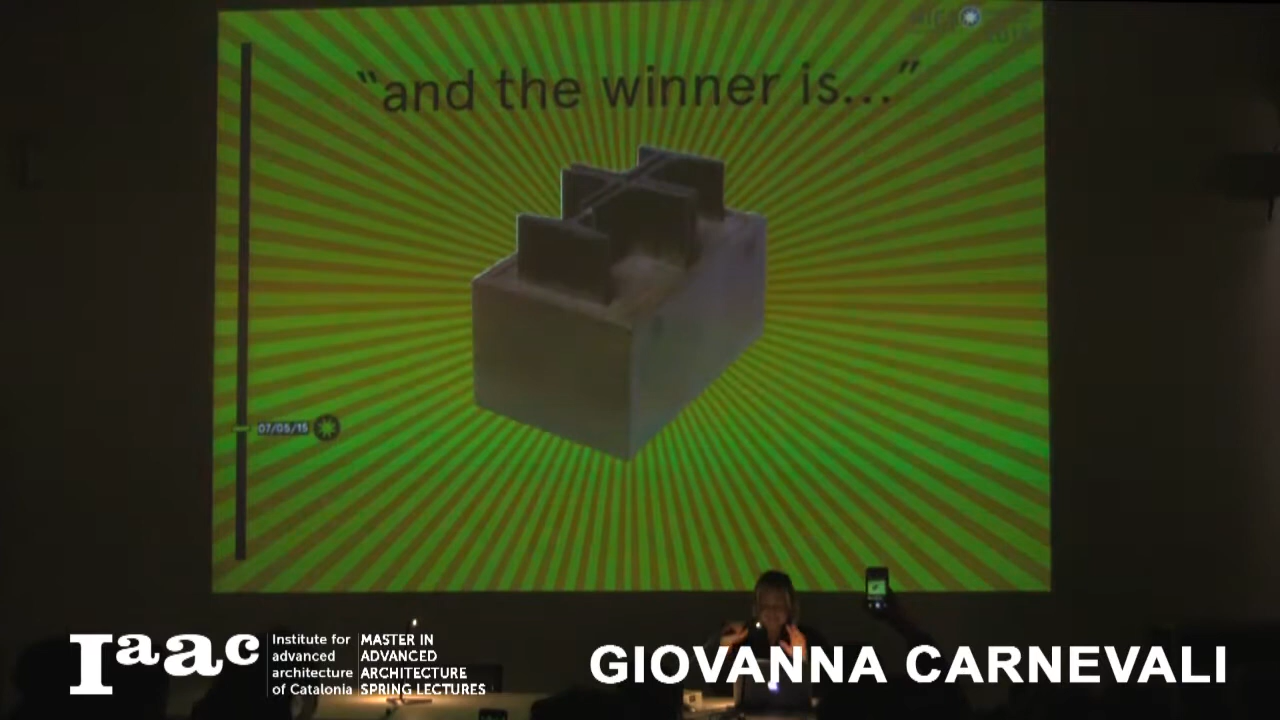 "and the winner is..."
07/05/15
Iaac
Institute for
advanced
architecture
of Catalonia
MASTER IN
ADVANCED
ARCHITECTURE
SPRING LECTURES
GIOVANNA CARNEVALI